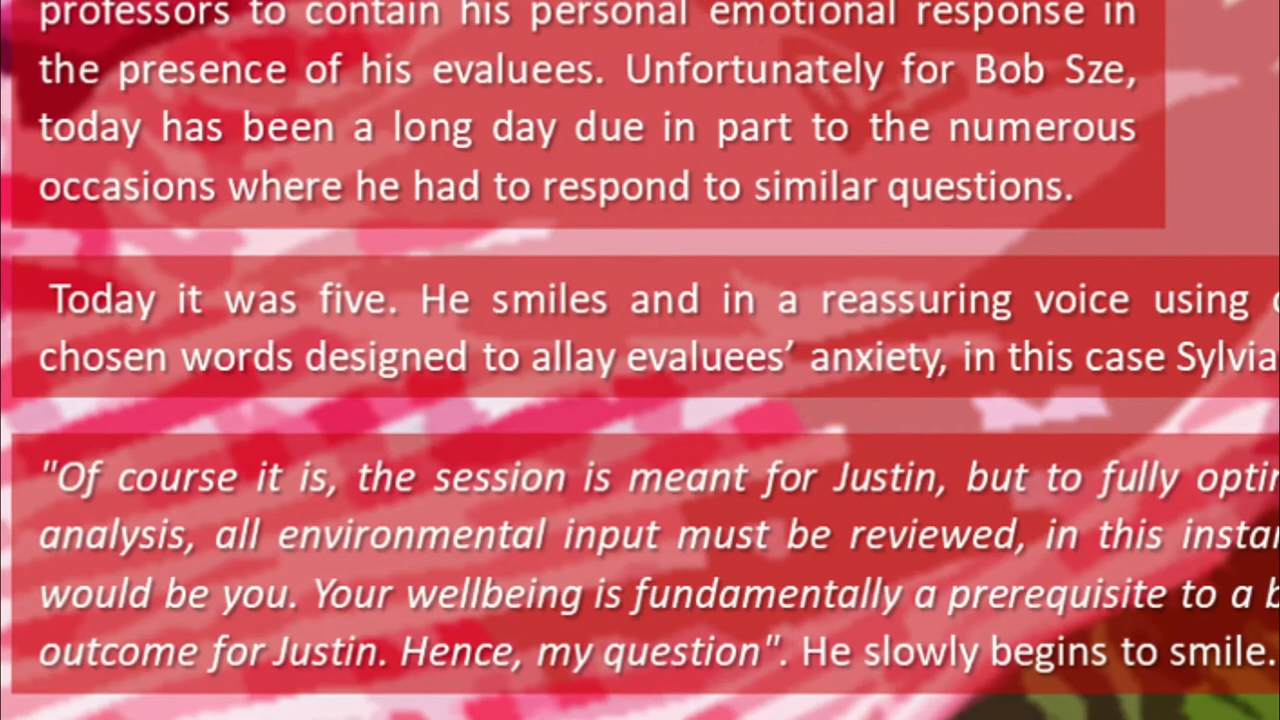 professors to contain his personal emotional response in
the presence of his evaluees. Unfortunately for Bob Sze,
today has been a long day due in part to the numerous
occasions where he had to respond to similar questions.
Today it was five. He smiles and in a reassuring voice using
chosen words designed to allay evaluees’ anxiety, in this case Sylvia
"Of course it is, the session is meant for Justin, but to fully
analysis, all environmental input must be reviewed, in this
would be you. Your wellbeing is fundamentally a prerequisite to a
outcome for Justin. Hence, my question". He slowly begins to smile.